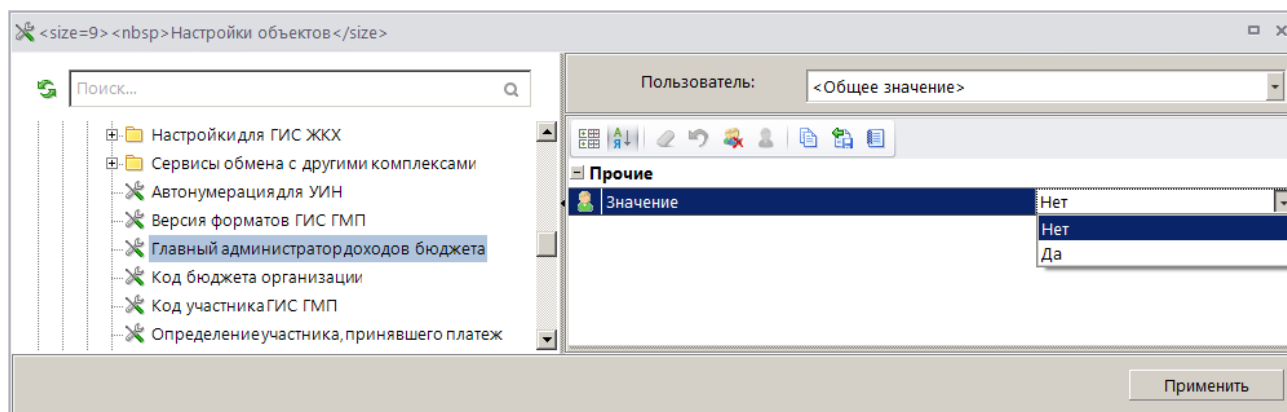 <size=9><nbsp>Настройки объектов</size>
Поиск...
Настройки для ГИС ЖКХ
Сервисы обмена с другими комплексами
Автонумерация для УИН
Версия форматов ГИС ГМП
Главный администратор доходов бюджета
Код бюджета организации
Код участника ГИС ГМП
Определение участника, принявшего платеж
Пользователь: <Общее значение>
А
Я
Прочие
Значение Нет
Нет
Да
Применить